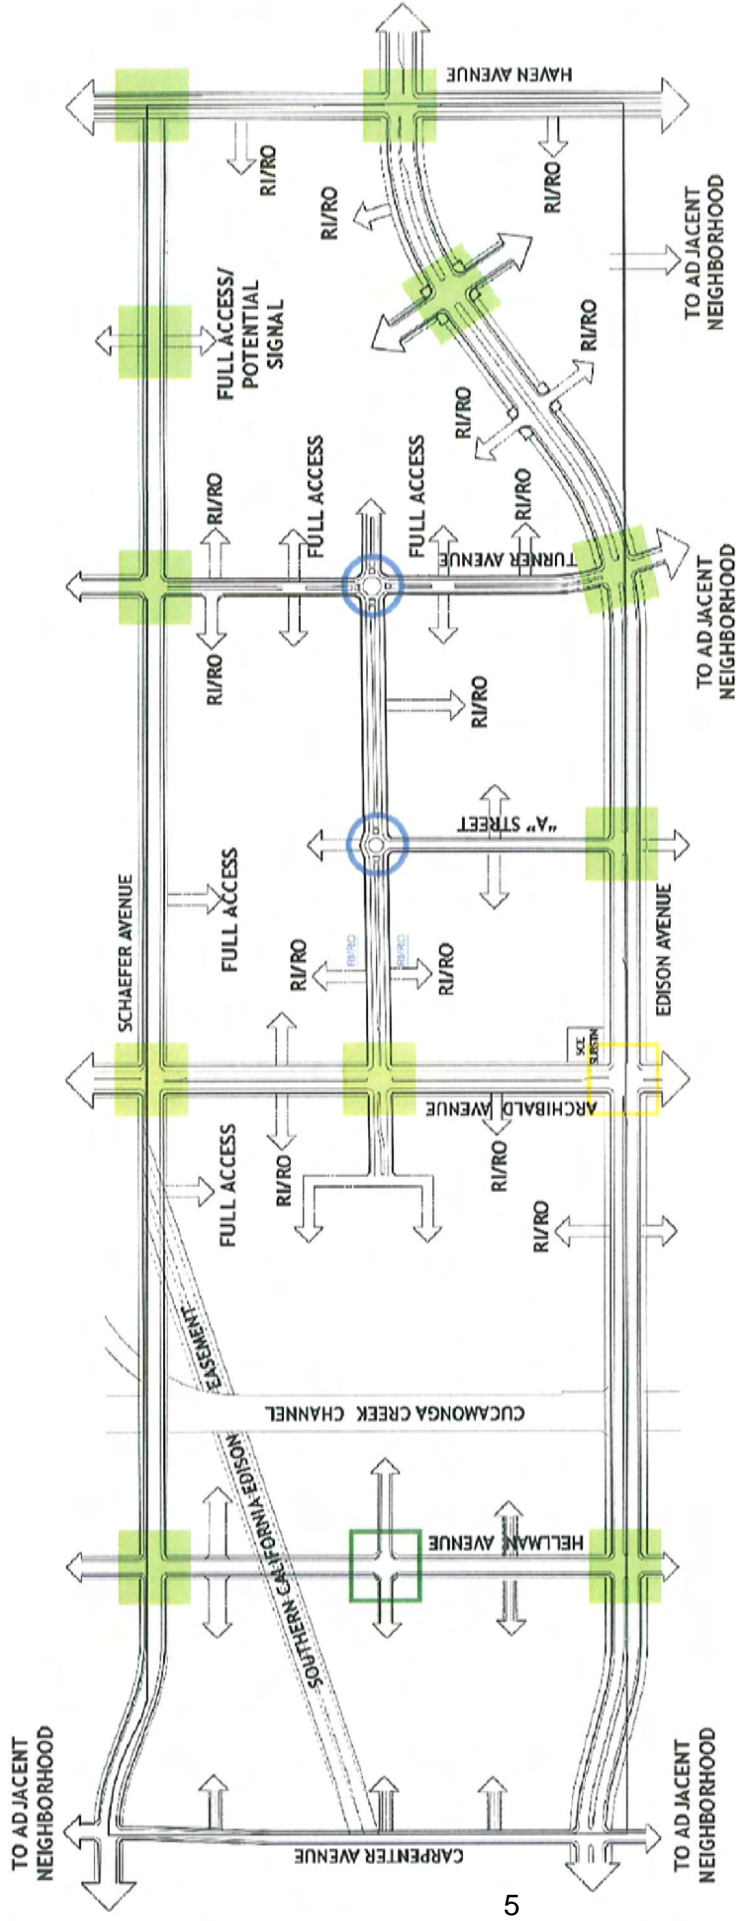 HAVEN AVENUE
RI/RO
RI/RO
RI/RO
TO ADJACENT
NEIGHBORHOOD
FULL ACCESS/
POTENTIAL
SIGNAL
RI/RO
RI/RO
RI/RO
FULL ACCESS
FULL ACCESS
RI/RO
TURNER AVENUE
TO ADJACENT
NEIGHBORHOOD
RI/RO
RI/RO
"A" STREET
SCHAEFER AVENUE
FULL ACCESS
RI/RO
RI/RO
RI/RO
RI/RO
EDISON AVENUE
SCE
SUBSTN
ARCHIBALD
AVENUE
FULL ACCESS
RI/RO
RI/RO
RI/RO
SOUTHERN CALIFORNIA EDISON EASEMENT
CUCAMONGA CREEK CHANNEL
HELLMAN AVENUE
TO ADJACENT
NEIGHBORHOOD
CARPENTER AVENUE
TO ADJACENT
NEIGHBORHOOD
5